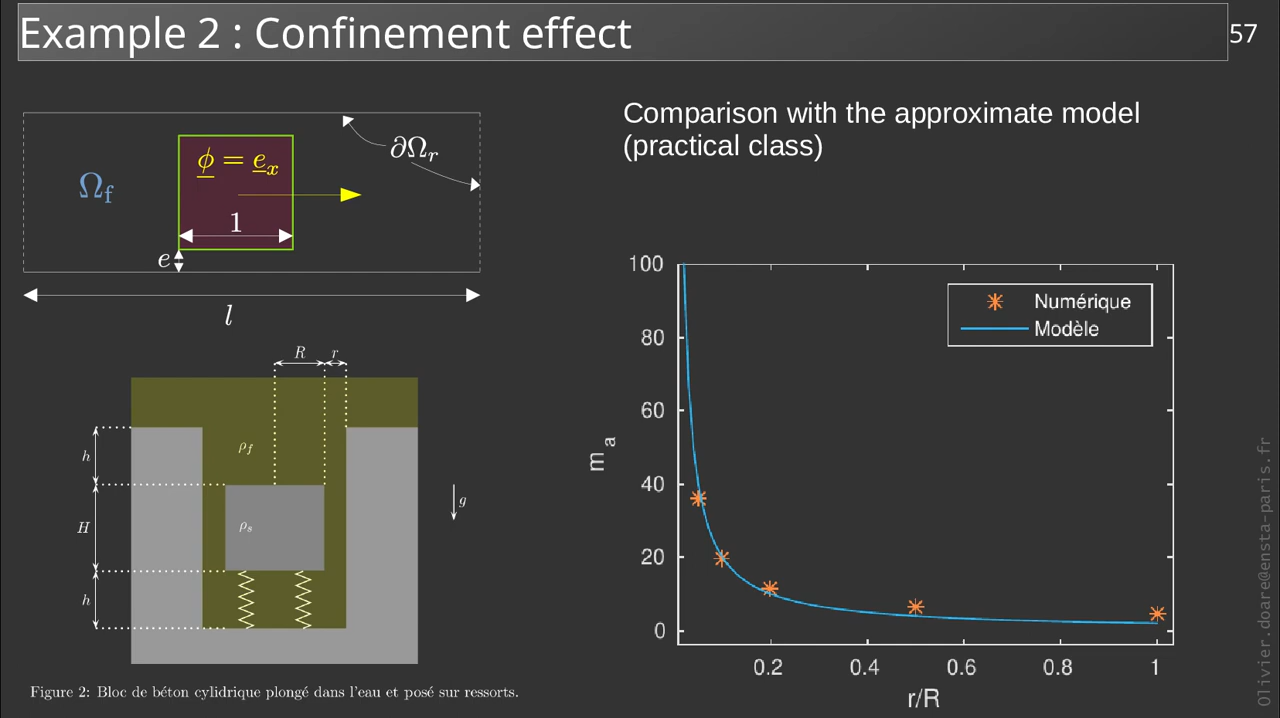 Example 2 : Confinement effect
57
Comparison with the approximate model
(practical class)
∂Ω_r
ϕ = e_x
Ω_f
1
e
l
R r
h
ρ_f
H
ρ_s
g
h
Figure 2: Bloc de béton cylidrique plongé dans l'eau et posé sur ressorts.
100
80
60
40
20
0
m_a
Numérique
Modèle
0.2 0.4 0.6 0.8 1
r/R
Olivier.doare@ensta-paris.fr